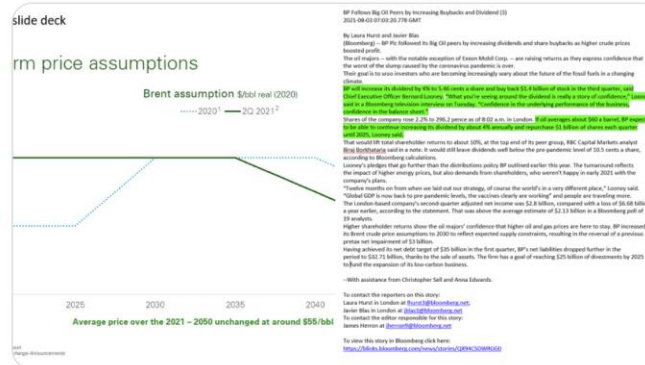 slide deck
rm price assumptions
Brent assumption $/bbl real (2020)
2020¹ 2Q 2021²
2025 2030 2035 2040
Average price over the 2021 – 2050 unchanged at around $55/bbl
BP Follows Big Oil Peers by Increasing Buybacks and Dividend (3)
2021-08-03 07:03:20.778 GMT
By Laura Hurst and Javier Blas
(Bloomberg) -- BP Plc followed its Big Oil peers by increasing dividends and share buybacks as higher crude prices
boosted profit.
The oil majors -- with the notable exception of Exxon Mobil Corp. -- are raising returns as they express confidence that
the worst of the slump caused by the coronavirus pandemic is over.
Their goal is to woo investors who are becoming increasingly wary about the future of the fossil fuels in a changing
climate.
BP will increase its dividend by 4% to 5.46 cents a share and buy back $1.4 billion of stock in the third quarter, said
Chief Executive Officer Bernard Looney. "What you're seeing around the dividend is really a story of confidence," Looney
said in a Bloomberg television interview on Tuesday. "Confidence in the underlying performance of the business,
confidence in the balance sheet."
Shares of the company rose 2.2% to 296.2 pence as of 8:02 a.m. in London. If oil averages about $60 a barrel, BP expects
to be able to continue increasing its dividend by about 4% annually and repurchase $1 billion of shares each quarter
until 2025, Looney said.
That would lift total shareholder returns to about 10%, at the top end of its peer group, RBC Capital Markets analyst
Biraj Borkhataria said in a note. It would still leave dividends well below the pre-pandemic level of 10.5 cents a share,
according to Bloomberg calculations.
Looney's pledges that go further than the distributions policy BP outlined earlier this year. The turnaround reflects
the impact of higher energy prices, but also demands from shareholders, who weren't happy in early 2021 with the
company's plans.
"Twelve months on from when we laid out our strategy, of course the world's in a very different place," Looney said.
"Global GDP is now back to pre-pandemic levels, the vaccines clearly are working" and people are traveling more.
The London-based company's second-quarter adjusted net income was $2.8 billion, compared with a loss of $6.68 billion
a year earlier, according to the statement. That was above the average estimate of $2.13 billion in a Bloomberg poll of
19 analysts.
Higher shareholder returns show the oil majors' confidence that higher oil and gas prices are here to stay. BP increased
its Brent crude price assumptions to 2030 to reflect expected supply constraints, resulting in the reversal of a previous
pretax net impairment of $3 billion.
Having achieved its net debt target of $35 billion in the first quarter, BP's net liabilities dropped further in the
period to $32.71 billion, thanks to the sale of assets. The firm has a goal of reaching $25 billion of divestments by 2025
to fund the expansion of its low-carbon business.
--With assistance from Christopher Sell and Anna Edwards.
To contact the reporters on this story:
Laura Hurst in London at lhurst3@bloomberg.net;
Javier Blas in London at jblas3@bloomberg.net
To contact the editor responsible for this story:
James Herron at jherron9@bloomberg.net
To view this story in Bloomberg click here:
https://blinks.bloomberg.com/news/stories/